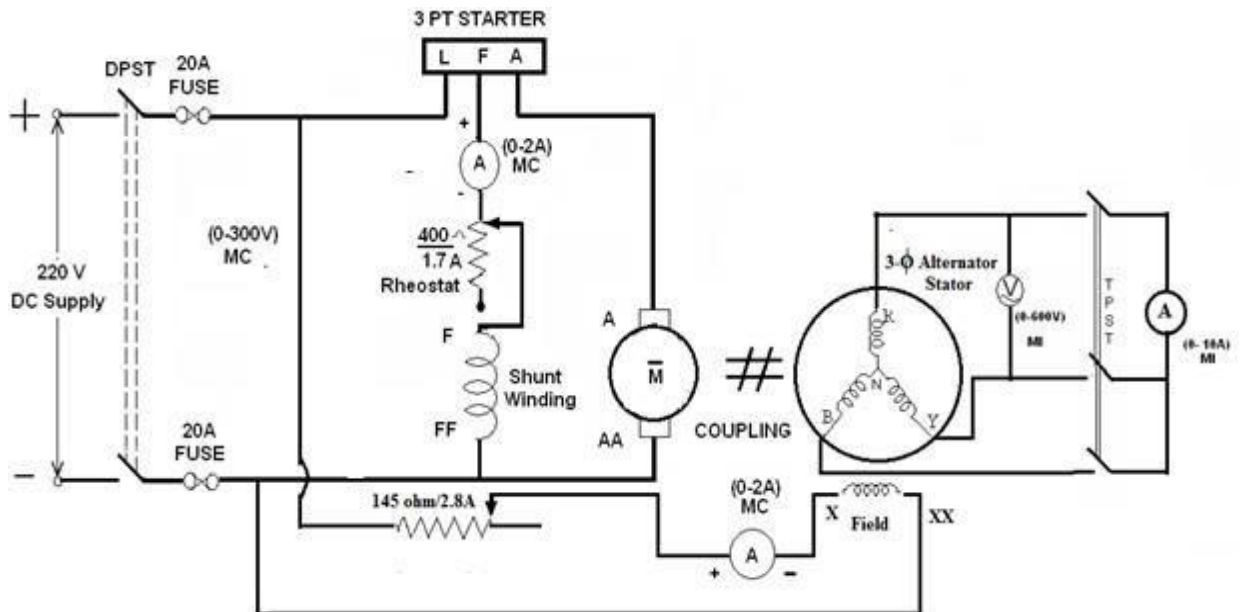 3 PT STARTER
L F A
DPST
20A
FUSE
+
+
(0-2A)
MC
A
-
-
(0-300V)
MC
400
1.7 A
Rheostat
220 V
DC Supply
3-ϕ Alternator
Stator
V
(0-600V)
MI
TPST
A
(0-10A)
MI
A
F
Shunt
Winding
M
R
N
B
Y
FF
AA
COUPLING
20A
FUSE
-
145 ohm/2.8A
(0-2A)
MC
X
Field
XX
A
+
-